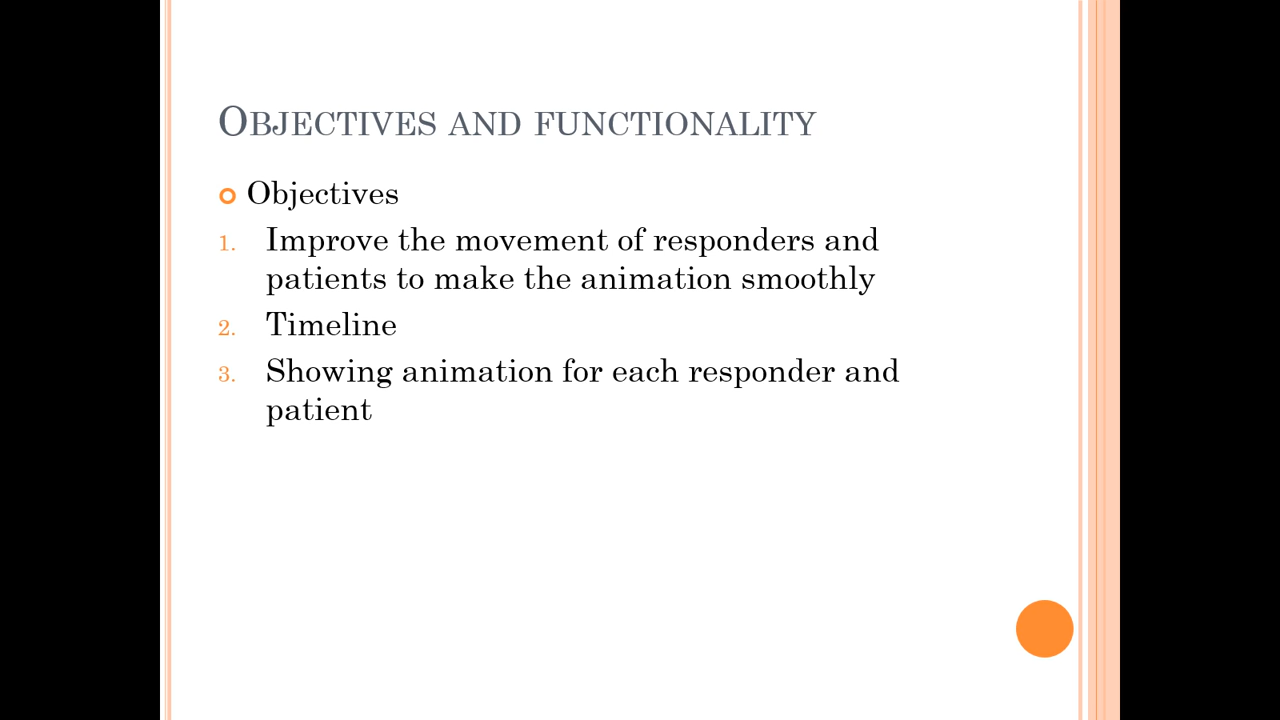 Objectives and functionality
Objectives
1. Improve the movement of responders and
patients to make the animation smoothly
2. Timeline
3. Showing animation for each responder and
patient